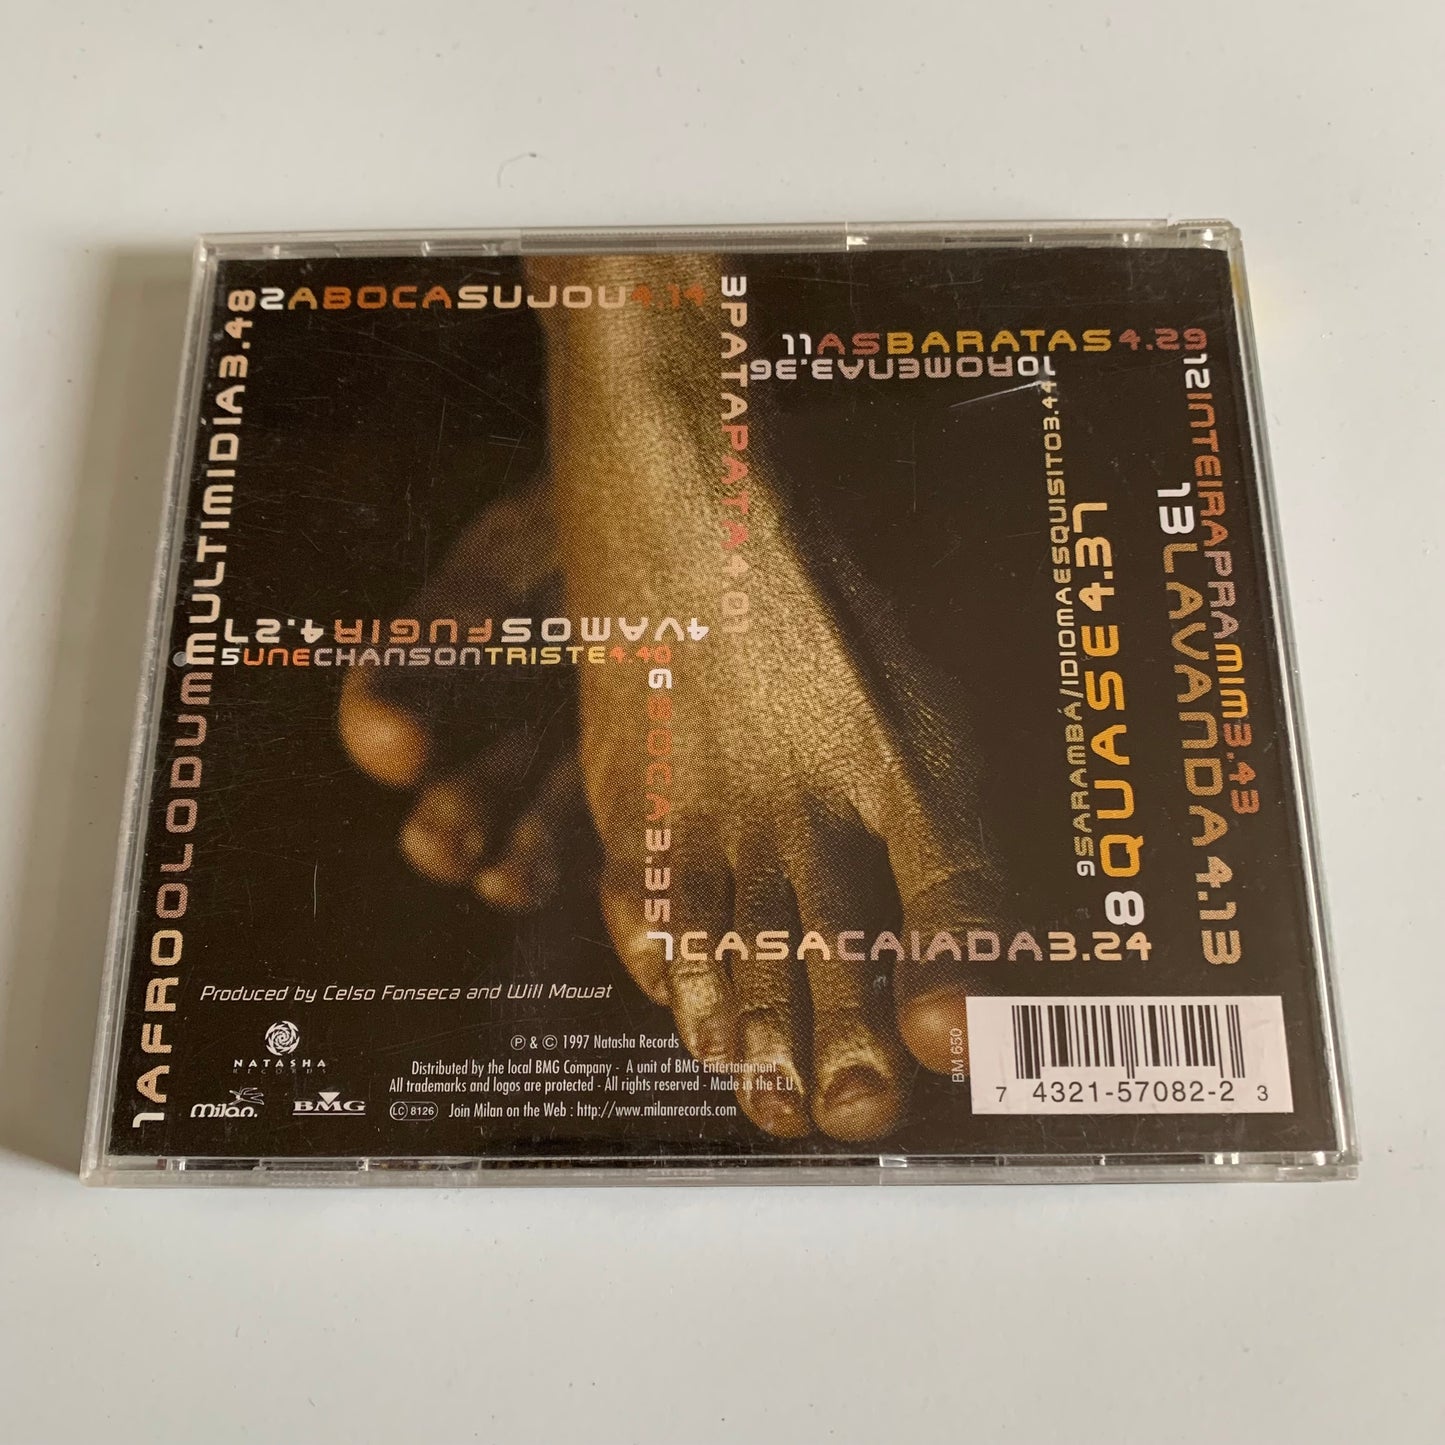 1AFROOLODUMMULTIMIDÍA3.48
2ABOCASUJOU4.14
3PATAPATA4.01
4VAMOSFUGIR4.27
5UNECHANSONTRISTE4.40
6BOCA3.35
7CASACAIADA3.24
8QUASE4.37
9SARAMBÁ/IDIOMAESQUISITO3.44
10ROMENA3.36
11ASBARATAS4.29
12INTEIRAPRAMIM3.43
13LAVANDA4.13
Produced by Celso Fonseca and Will Mowat
NATASHA
RECORDS
milan.
BMG
LC 8126
℗ & © 1997 Natasha Records
Distributed by the local BMG Company - A unit of BMG Entertainment
All trademarks and logos are protected - All rights reserved - Made in the E.U.
Join Milan on the Web : http://www.milanrecords.com
BM 650
7 4321-57082-2 3